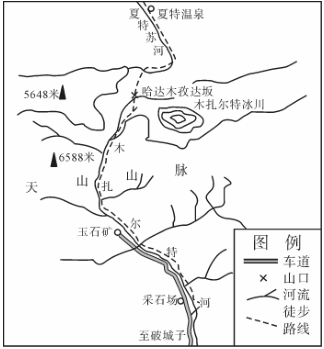 夏特温泉
夏特苏河
哈达木孜达坂
木扎尔特冰川
5648米
6588米
天山山脉
木扎尔特河
玉石矿
采石场
至破城子
图例
车道
山口
河流
徒步
路线